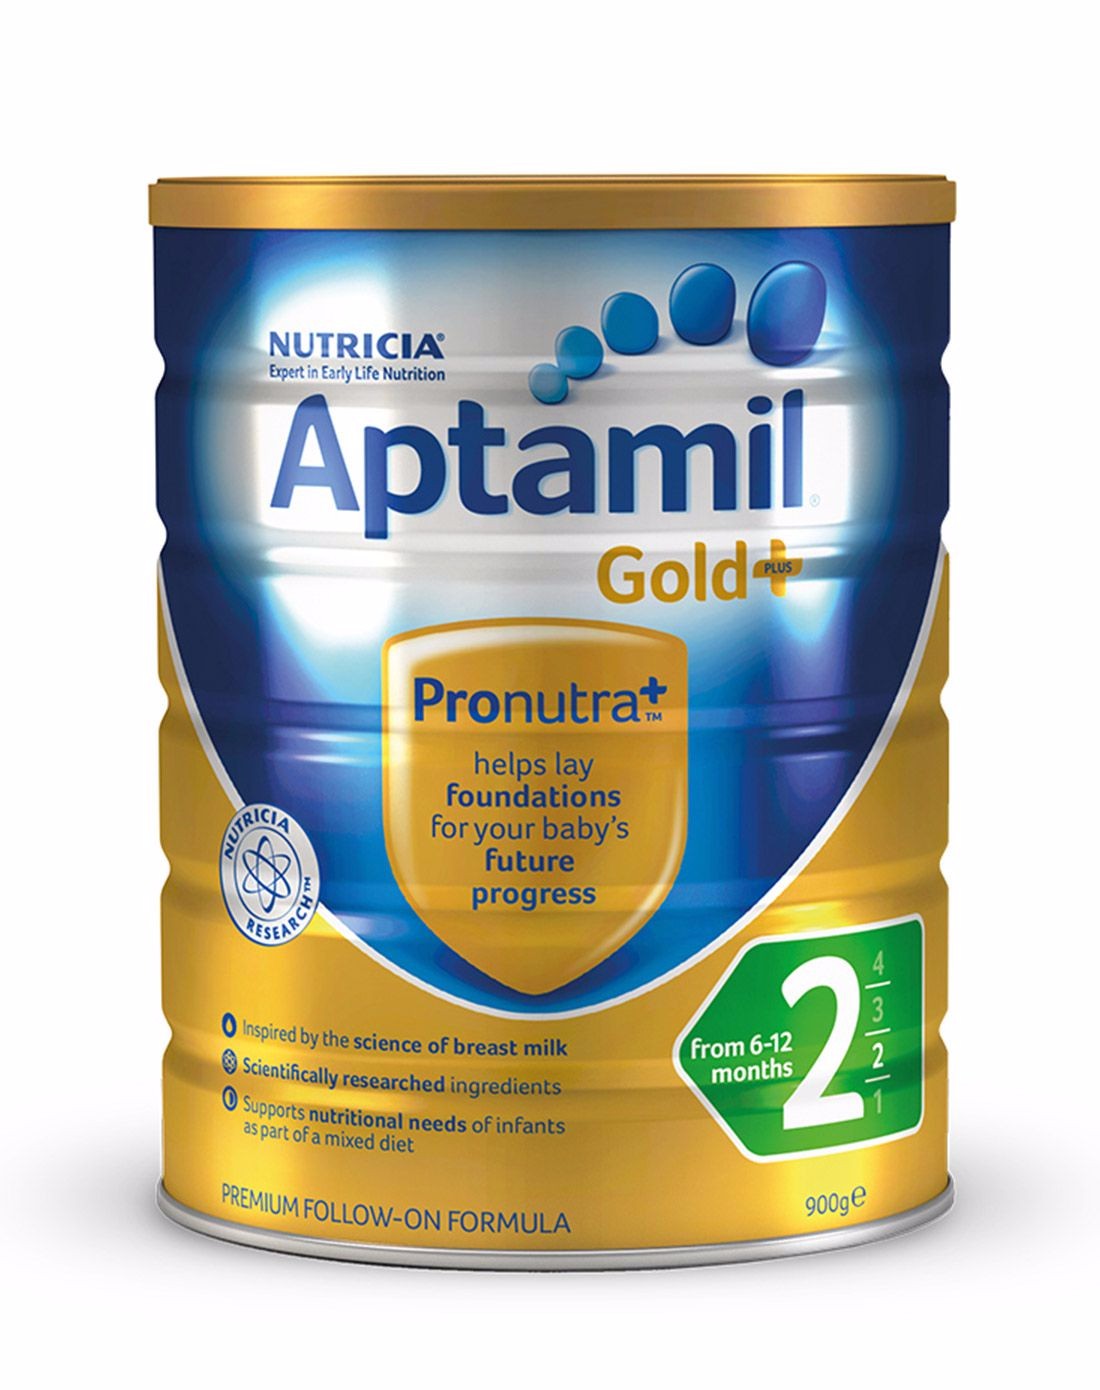 NUTRICIA®
Expert in Early Life Nutrition
Aptamil®
Gold+
PLUS
Pronutra+™
helps lay
foundations
for your baby's
future
progress
NUTRICIA
RESEARCH™
Inspired by the science of breast milk
Scientifically researched ingredients
Supports nutritional needs of infants
as part of a mixed diet
from 6-12
months
2
4
3
2
1
PREMIUM FOLLOW-ON FORMULA
900g℮